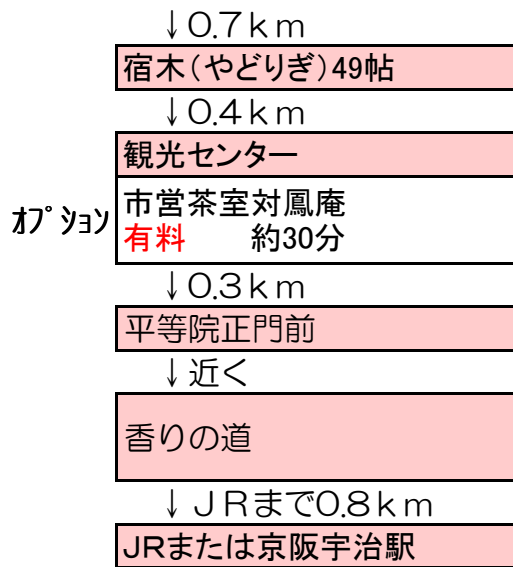 ↓0.7ｋｍ
宿木（やどりぎ）49帖
↓0.4ｋｍ
観光センター
ｵﾌﾟｼｮﾝ
市営茶室対鳳庵
有料　　約30分
↓0.3ｋｍ
平等院正門前
↓近く
香りの道
↓ＪＲまで0.8ｋｍ
JRまたは京阪宇治駅